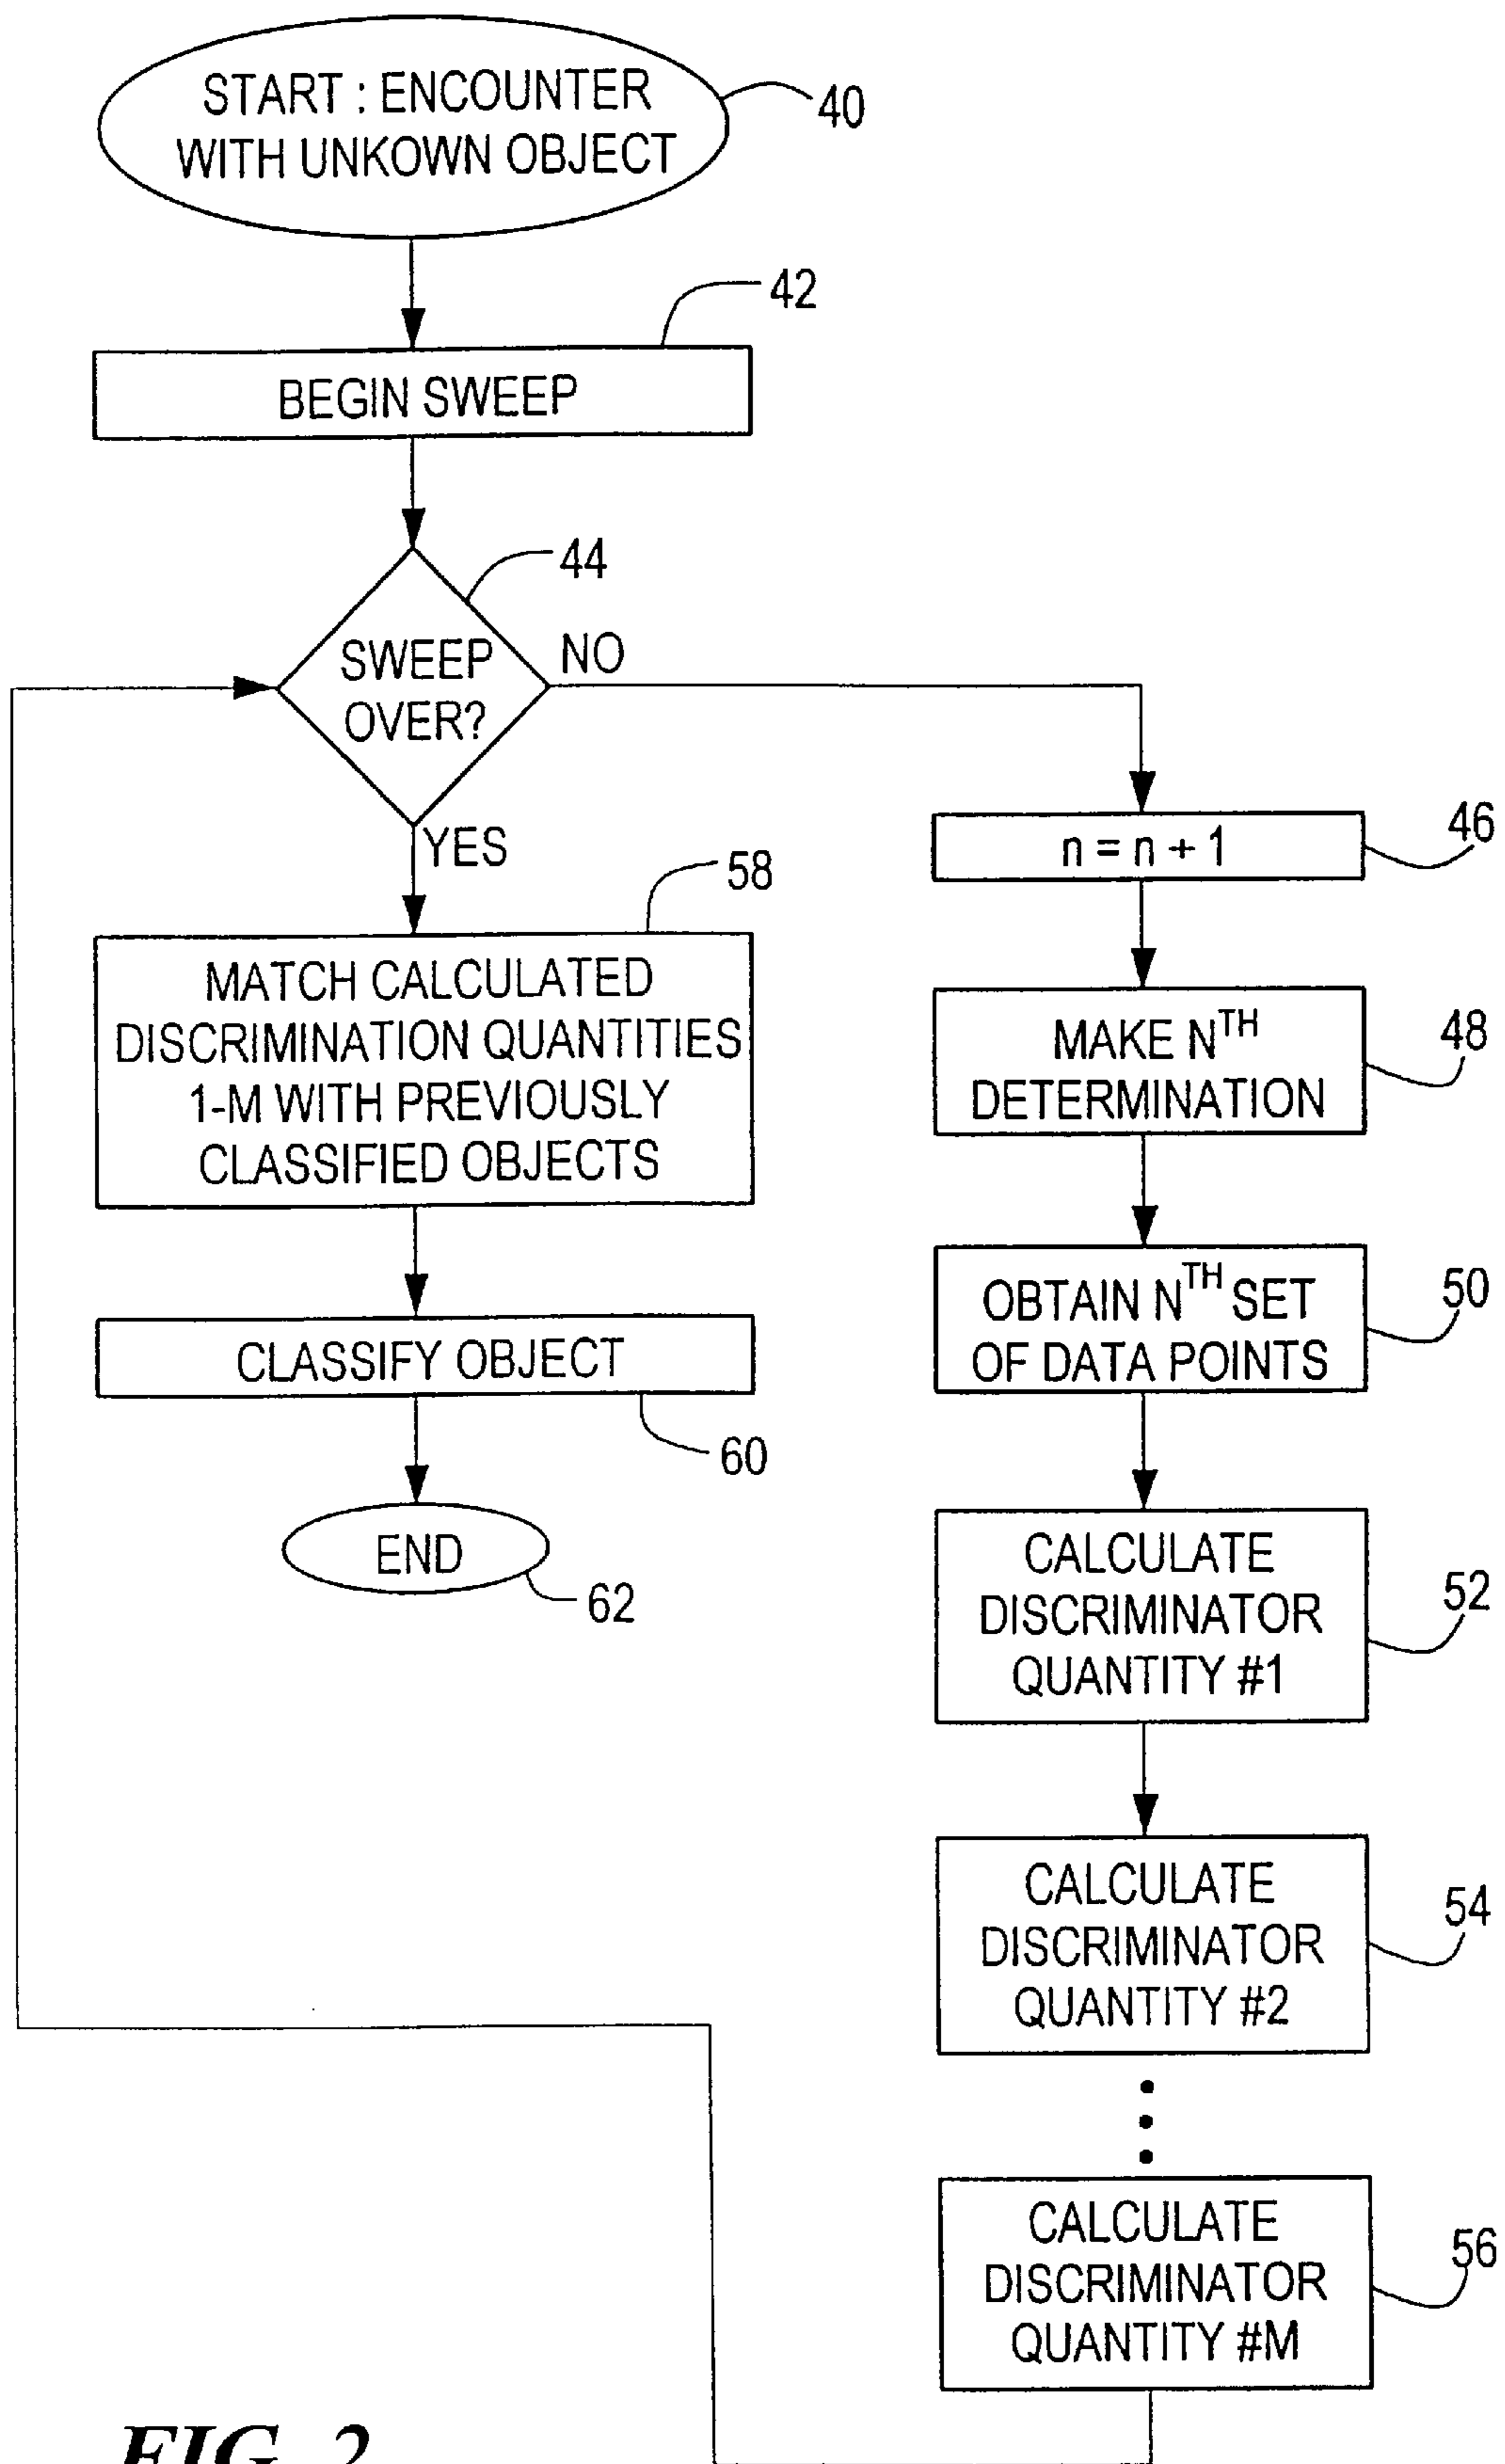 START : ENCOUNTER
WITH UNKOWN OBJECT
40
42
BEGIN SWEEP
44
SWEEP
OVER?
NO
YES
46
n = n + 1
58
MATCH CALCULATED
DISCRIMINATION QUANTITIES
1-M WITH PREVIOUSLY
CLASSIFIED OBJECTS
48
MAKE NTH
DETERMINATION
50
OBTAIN NTH SET
OF DATA POINTS
CLASSIFY OBJECT
60
END
62
52
CALCULATE
DISCRIMINATOR
QUANTITY #1
54
CALCULATE
DISCRIMINATOR
QUANTITY #2
56
CALCULATE
DISCRIMINATOR
QUANTITY #M
FIG. 2